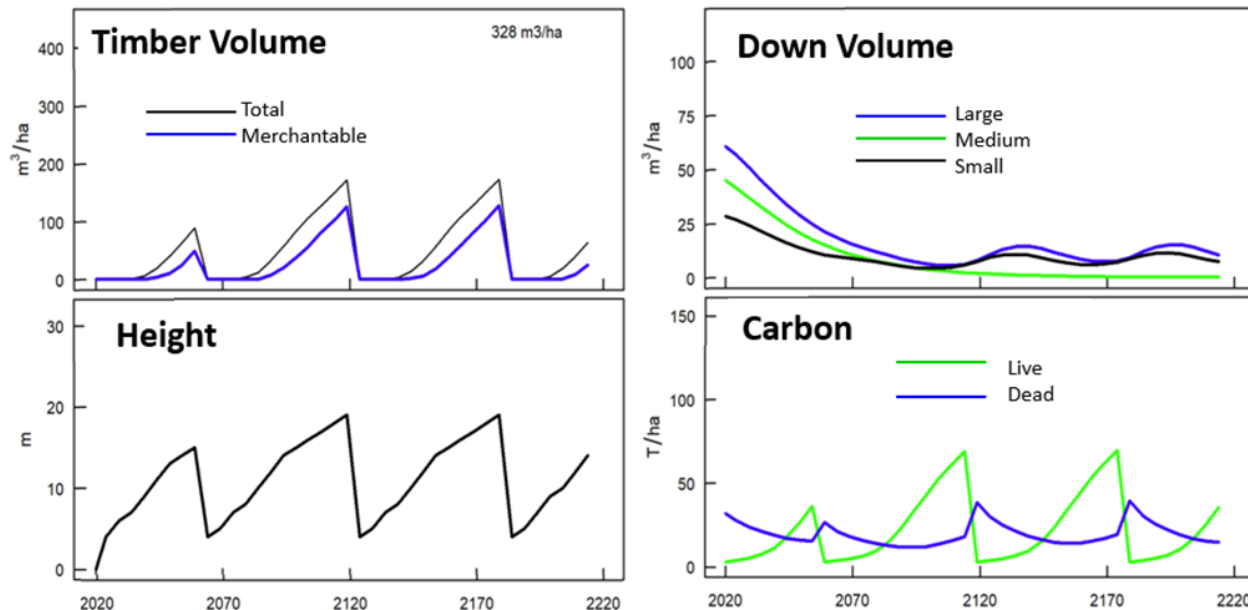 Timber Volume
328 m3/ha
400
300
200
100
0
m³/ha
Total
Merchantable
Down Volume
100
75
50
25
0
m³/ha
Large
Medium
Small
Height
30
20
10
0
m
2020 2070 2120 2170 2220
Carbon
150
100
50
0
T/ha
Live
Dead
2020 2070 2120 2170 2220